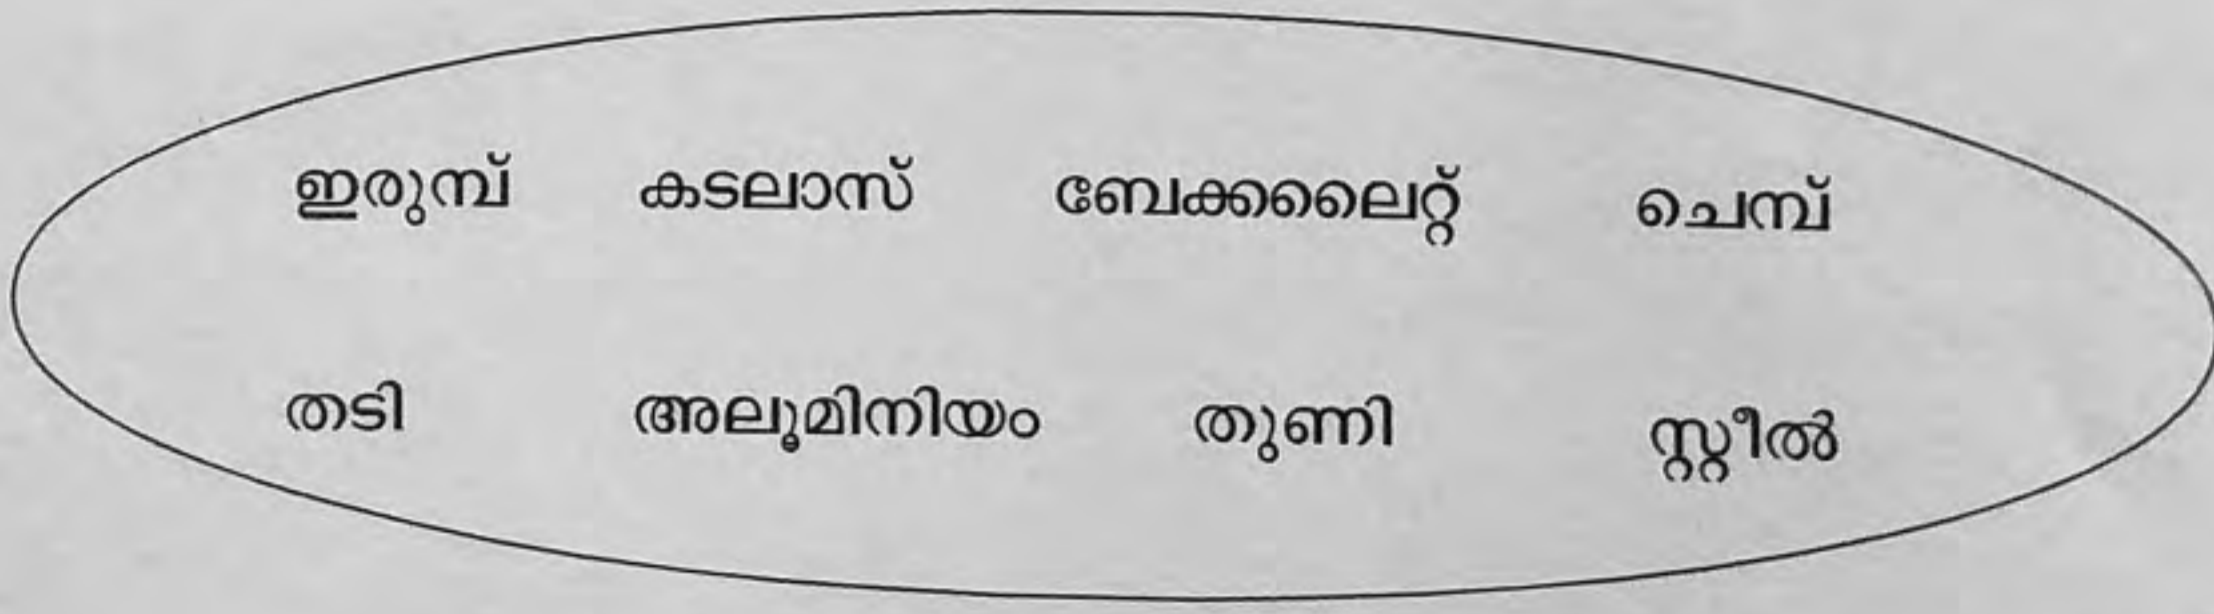 ഇരുമ്പ് കടലാസ് ബേക്കലൈറ്റ് ചെമ്പ്
തടി അലൂമിനിയം തുണി സ്റ്റീൽ